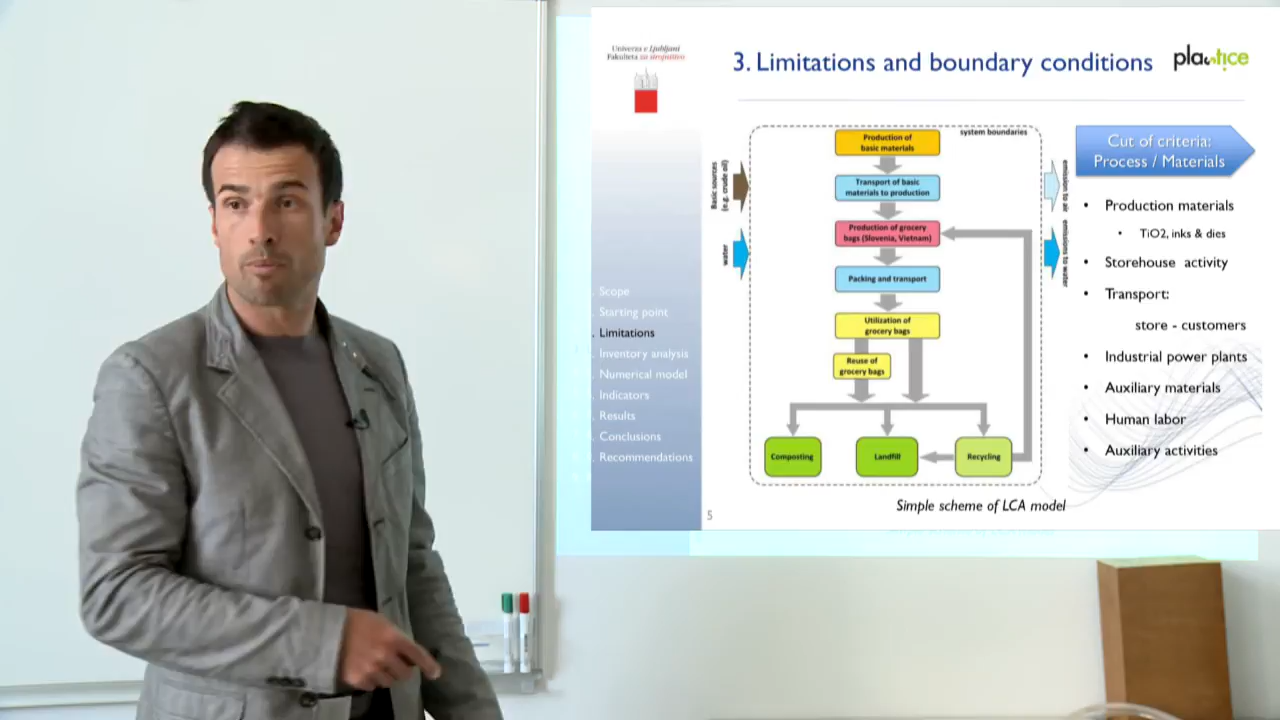 Univerza v Ljubljani
Fakulteta za strojništvo
3. Limitations and boundary conditions
plastice
Scope
Starting point
Limitations
Inventory analysis
Numerical model
Indicators
Results
Conclusions
Recommendations
5
system boundaries
Basic sources
(e.g. crude oil)
water
Production of
basic materials
Transport of basic
materials to production
Production of grocery
bags (Slovenia, Vietnam)
Packing and transport
Utilization of
grocery bags
Reuse of
grocery bags
Composting
Landfill
Recycling
emission to air
emissions to water
Simple scheme of LCA model
Cut of criteria:
Process / Materials
• Production materials
• TiO2, inks & dies
• Storehouse activity
• Transport:
store - customers
• Industrial power plants
• Auxiliary materials
• Human labor
• Auxiliary activities